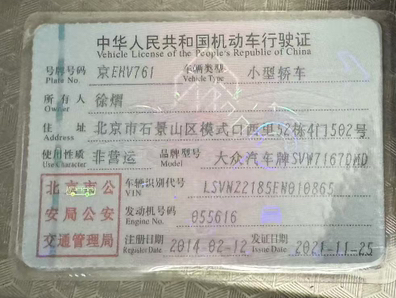 中华人民共和国机动车行驶证
Vehicle License of the People's Republic of China
号牌号码 京EKV761 车辆类型 小型轿车
Plate No. Vehicle Type
所有人 徐熠
Owner
住址 北京市石景山区模式口西里52栋4门502号
Address
使用性质 非营运 品牌型号 大众汽车牌SVW7167DMD
Use Character Model
北京市公 车辆识别代号 LSVN22185EN010865
VIN
安局公安 发动机号码 055616
Engine No.
交通管理局 注册日期 2014-02-12 发证日期 2021-11-25
Register Date Issue Date